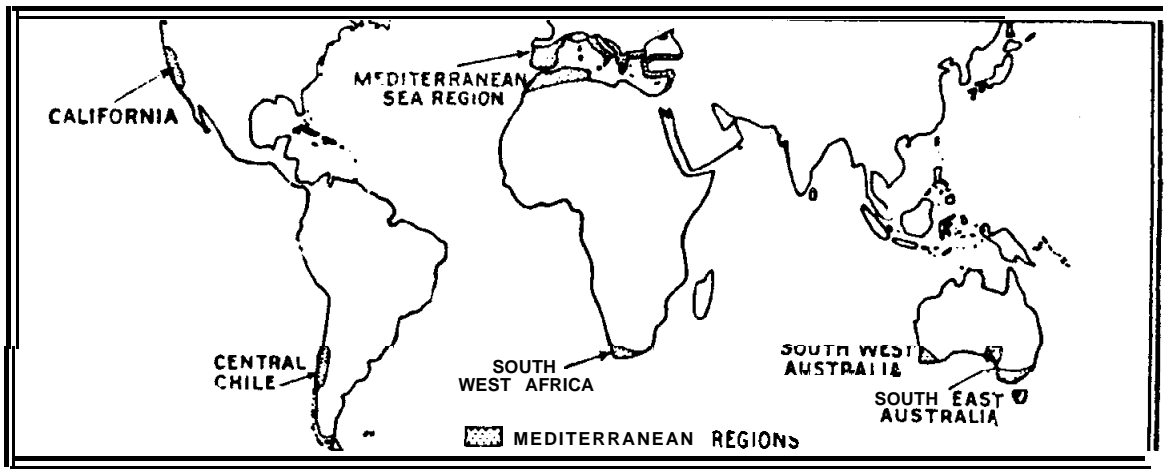 MEDITERRANEAN
SEA REGION
CALIFORNIA
CENTRAL
CHILE
SOUTH
WEST AFRICA
SOUTH WEST
AUSTRALIA
SOUTH EAST
AUSTRALIA
MEDITERRANEAN REGIONS